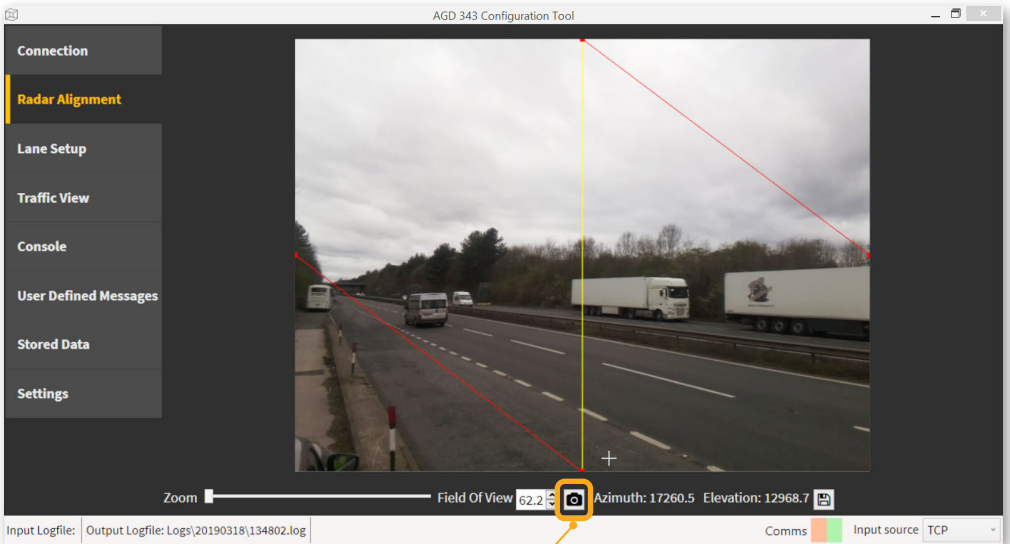 AGD 343 Configuration Tool
Connection
Radar Alignment
Lane Setup
Traffic View
Console
User Defined Messages
Stored Data
Settings
Zoom Field Of View 62.2 Azimuth: 17260.5 Elevation: 12968.7
Input Logfile: Output Logfile: Logs\20190318\134802.log Comms Input source TCP